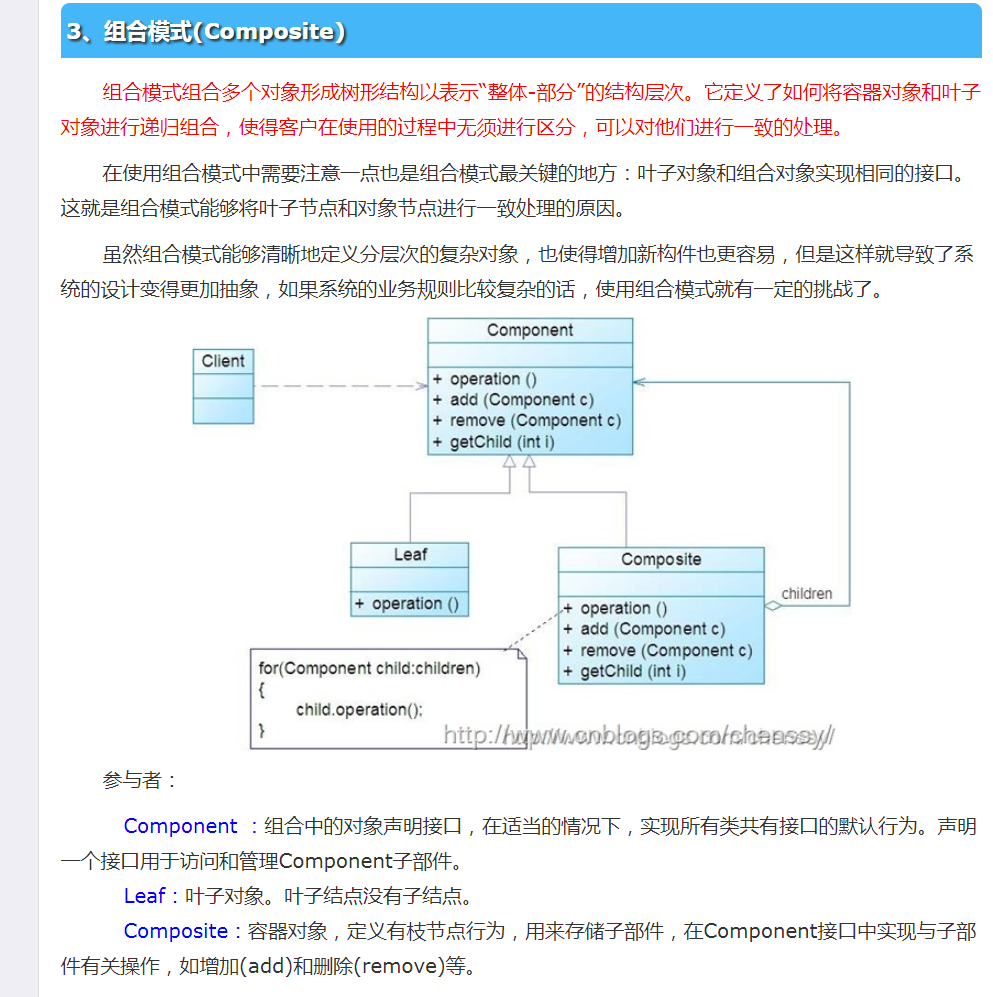 3、组合模式(Composite)
组合模式组合多个对象形成树形结构以表示“整体-部分”的结构层次。它定义了如何将容器对象和叶子
对象进行递归组合，使得客户在使用的过程中无须进行区分，可以对他们进行一致的处理。
在使用组合模式中需要注意一点也是组合模式最关键的地方：叶子对象和组合对象实现相同的接口。
这就是组合模式能够将叶子节点和对象节点进行一致处理的原因。
虽然组合模式能够清晰地定义分层次的复杂对象，也使得增加新构件也更容易，但是这样就导致了系
统的设计变得更加抽象，如果系统的业务规则比较复杂的话，使用组合模式就有一定的挑战了。
Component
Client
+ operation ()
+ add (Component c)
+ remove (Component c)
+ getChild (int i)
Leaf
+ operation ()
Composite
children
+ operation ()
+ add (Component c)
+ remove (Component c)
+ getChild (int i)
for(Component child:children)
{
child.operation();
}
http://www.cnblogs.com/chenssy/
参与者：
Component ：组合中的对象声明接口，在适当的情况下，实现所有类共有接口的默认行为。声明
一个接口用于访问和管理Component子部件。
Leaf：叶子对象。叶子结点没有子结点。
Composite：容器对象，定义有枝节点行为，用来存储子部件，在Component接口中实现与子部
件有关操作，如增加(add)和删除(remove)等。